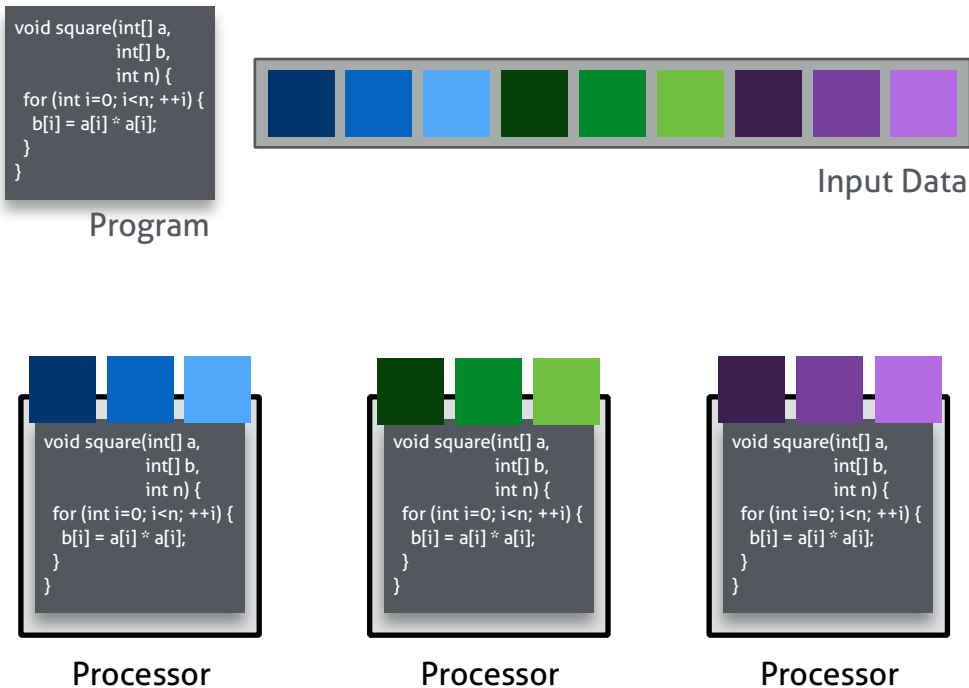 void square(int[] a,
int[] b,
int n) {
for (int i=0; i<n; ++i) {
b[i] = a[i] * a[i];
}
}
Program
Input Data
void square(int[] a,
int[] b,
int n) {
for (int i=0; i<n; ++i) {
b[i] = a[i] * a[i];
}
}
Processor
void square(int[] a,
int[] b,
int n) {
for (int i=0; i<n; ++i) {
b[i] = a[i] * a[i];
}
}
Processor
void square(int[] a,
int[] b,
int n) {
for (int i=0; i<n; ++i) {
b[i] = a[i] * a[i];
}
}
Processor